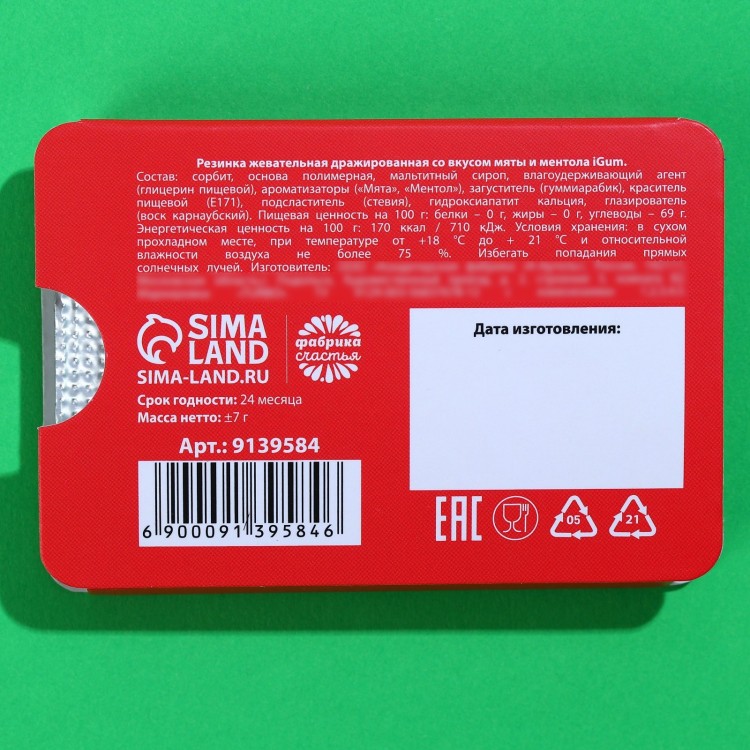 Резинка жевательная дражированная со вкусом мяты и ментола iGum.
Состав: сорбит, основа полимерная, мальтитный сироп, влагоудерживающий агент
(глицерин пищевой), ароматизаторы («Мята», «Ментол»), загуститель (гуммиарабик), краситель
пищевой (Е171), подсластитель (стевия), гидроксиапатит кальция, глазирователь
(воск карнаубский). Пищевая ценность на 100 г: белки – 0 г, жиры – 0 г, углеводы – 69 г.
Энергетическая ценность на 100 г: 170 ккал / 710 кДж. Условия хранения: в сухом
прохладном месте, при температуре от +18 °С до + 21 °С и относительной
влажности воздуха не более 75 %. Избегать попадания прямых
солнечных лучей. Изготовитель:
SIMA
LAND
SIMA-LAND.RU
фабрика
счастья
Срок годности: 24 месяца
Масса нетто: ±7 г
Арт.: 9139584
6 900091 395846
Дата изготовления:
EAC
05
21